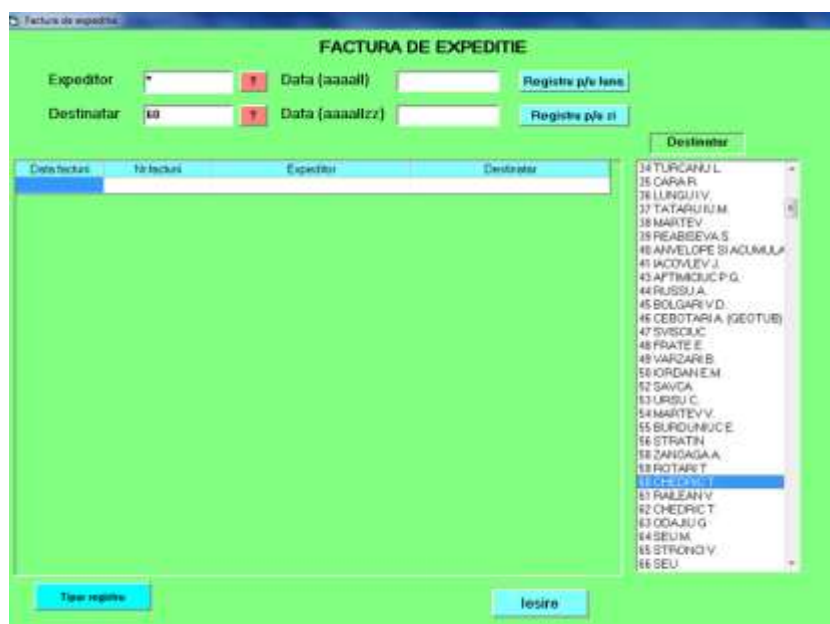 Factura de expeditie
FACTURA DE EXPEDITIE
Expeditor * ? Data (aaaall) Registru p/u luna
Destinatar 60 ? Data (aaaallzz) Registru p/u zi
Destinatar
Data facturii Nr facturii Expeditor Destinatar
34 TURCANU L.
35 CARA R.
36 LUNGU I V.
37 TATARU IU.M.
38 MARTEV
39 REABISEVA S.
40 ANVELOPE SI ACUMULA
41 IACOVLEV J.
43 AFTIMICIUC P.G.
44 RUSSU A.
45 BOLGARI V.D.
46 CEBOTARI A. (GEOTUB)
47 SVISCIUC
48 FRATE E.
49 VARZARI B.
50 IORDAN E.M.
52 SAVCA
53 URSU C.
54 MARTEV V.
55 BURDUNIUC E.
56 STRATIN
58 ZANOAGA A.
59 ROTARI T
60 CHEDRIC T
61 RAILEAN V
62 CHEDRIC T
63 ODAJIU G
64 SEU M.
65 STRONCI V
66 SEU
Tipar registru
Iesire